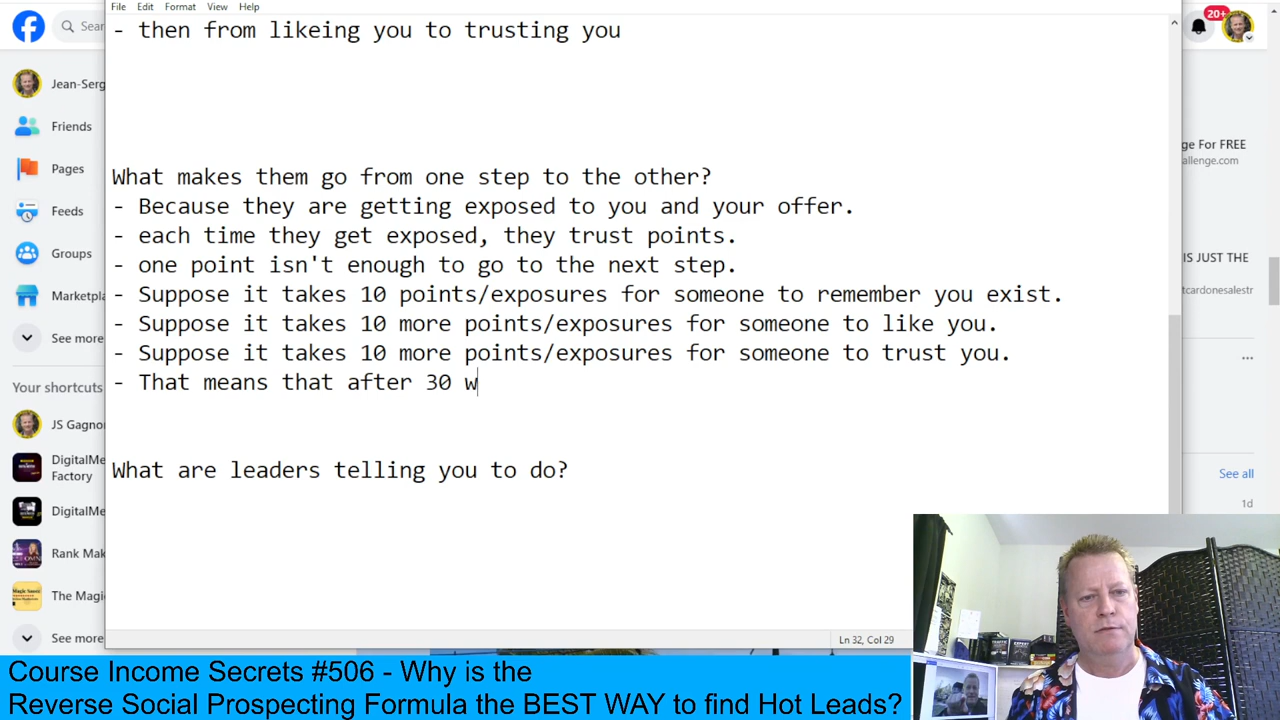 File Edit Format View Help
20+
Sear
- then from likeing you to trusting you
Jean-Serg
Friends
Pages
Feeds
Groups
Marketpla
See more
Your shortcuts
JS Gagnon
DigitalMe
Factory
DigitalMe
Rank Mak
The Magi
See more
What makes them go from one step to the other?
- Because they are getting exposed to you and your offer.
- each time they get exposed, they trust points.
- one point isn't enough to go to the next step.
- Suppose it takes 10 points/exposures for someone to remember you exist.
- Suppose it takes 10 more points/exposures for someone to like you.
- Suppose it takes 10 more points/exposures for someone to trust you.
- That means that after 30 w
What are leaders telling you to do?
Ln 32, Col 29
ge For FREE
allenge.com
IS JUST THE
tcardonesalestr
See all
1d
Course Income Secrets #506 - Why is the
Reverse Social Prospecting Formula the BEST WAY to find Hot Leads?